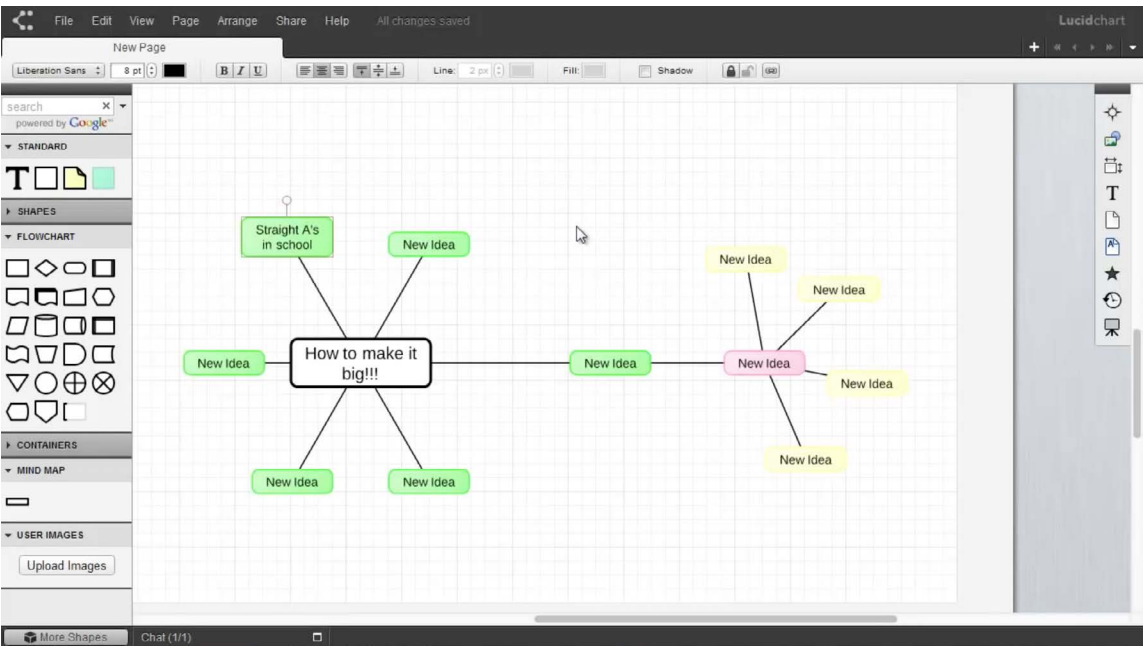 File Edit View Page Arrange Share Help All changes saved Lucidchart
New Page
Liberation Sans 8 pt B I U Line: 2 px Fill: Shadow
search
powered by Google™
STANDARD
T
SHAPES
FLOWCHART
CONTAINERS
MIND MAP
USER IMAGES
Upload Images
Straight A's
in school
New Idea
New Idea
How to make it
big!!!
New Idea
New Idea
New Idea
New Idea
New Idea
New Idea
New Idea
New Idea
T
More Shapes Chat (1/1)